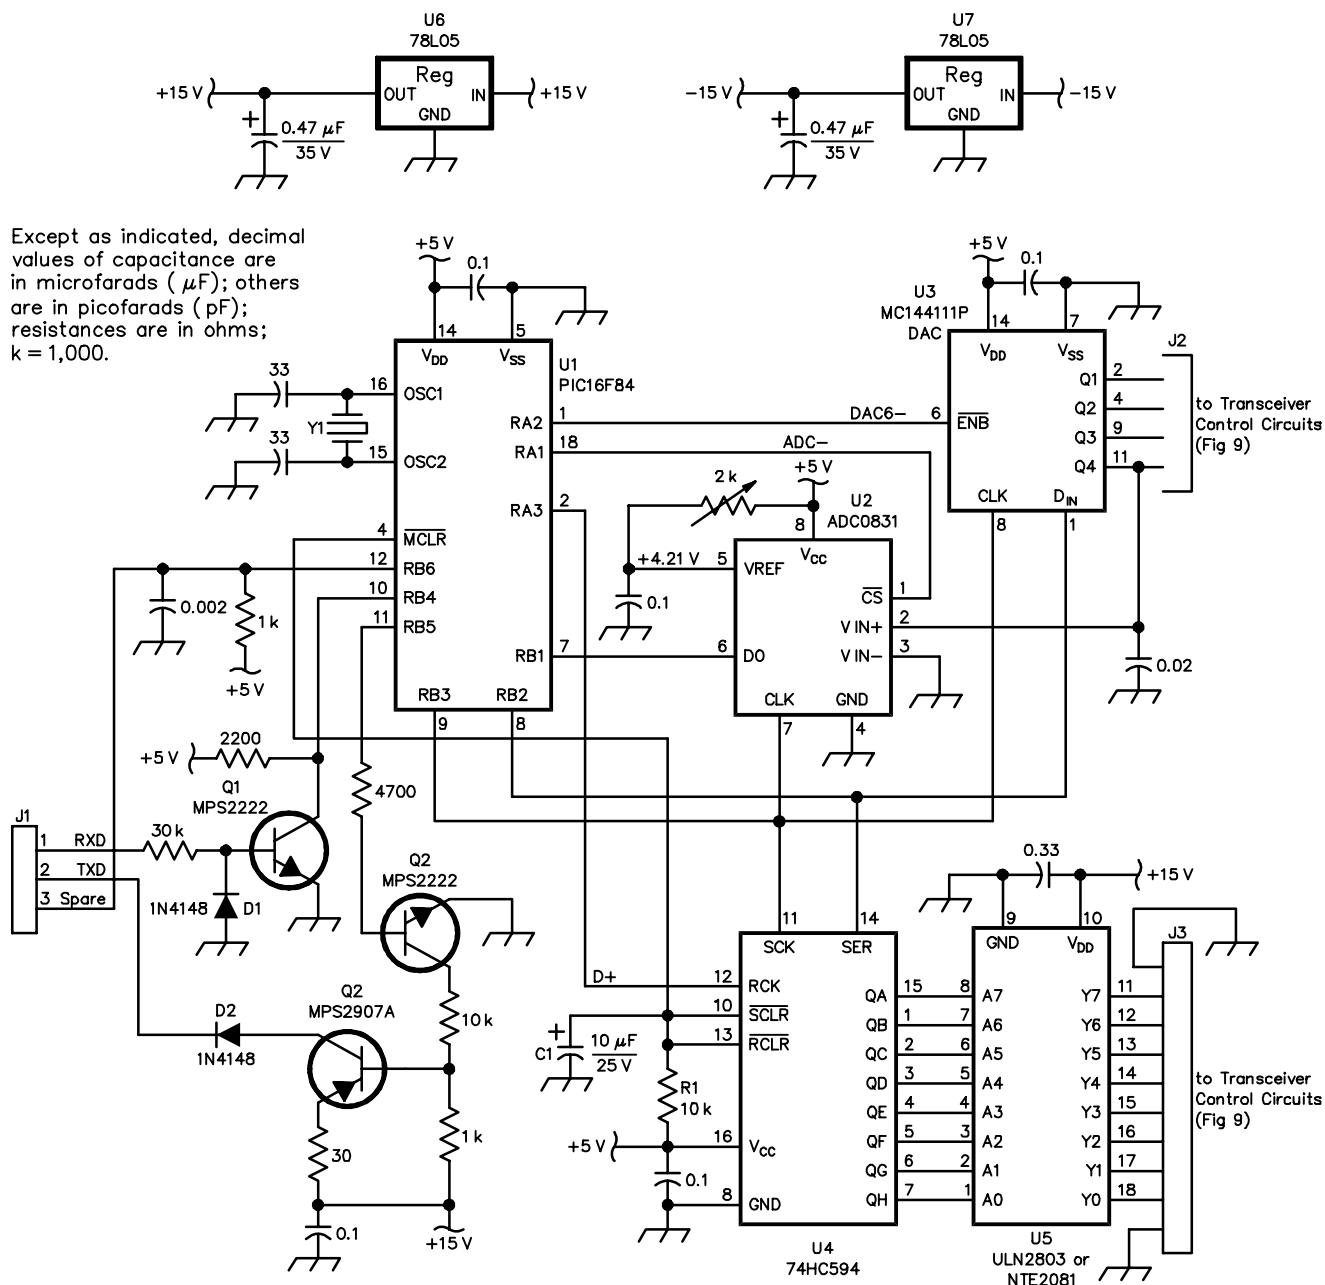 U6
78L05
Reg
+15 V
OUT
IN
+15 V
GND
+
0.47 µF
35 V
U7
78L05
Reg
-15 V
OUT
IN
-15 V
GND
+
0.47 µF
35 V
Except as indicated, decimal
values of capacitance are
in microfarads ( µF); others
are in picofarads ( pF);
resistances are in ohms;
k = 1,000.
+5 V
0.1
14
5
VDD
VSS
U1
PIC16F84
33
16
OSC1
Y1
33
15
OSC2
RA2
1
DAC6-
RA1
18
ADC-
RA3
2
4
MCLR
12
RB6
10
RB4
11
RB5
RB1
7
RB3
RB2
9
8
0.002
1k
+5 V
+5 V
0.1
U3
MC144111P
DAC
14
7
VDD
VSS
6
ENB
Q1
2
Q2
4
Q3
9
Q4
11
CLK
DIN
8
1
J2
to Transceiver
Control Circuits
(Fig 9)
2 k
+5 V
U2
ADC0831
8
VCC
+4.21 V
5
VREF
0.1
CS
1
V IN+
2
V IN-
3
6
DO
CLK
GND
7
4
0.02
+5 V
2200
Q1
MPS2222
4700
J1
1
RXD
30 k
2
TXD
3
Spare
1N4148
D1
Q2
MPS2222
Q2
MPS2907A
D2
1N4148
10 k
30
1k
0.1
+15 V
D+
11
14
SCK
SER
12
RCK
10
SCLR
13
RCLR
16
VCC
8
GND
+
C1
10 µF
25 V
R1
10 k
+5 V
0.1
QA
15
QB
1
QC
2
QD
3
QE
4
QF
5
QG
6
QH
7
U4
74HC594
0.33
+15 V
9
10
GND
VDD
8
A7
7
A6
6
A5
5
A4
4
A3
3
A2
2
A1
1
A0
Y7
11
Y6
12
Y5
13
Y4
14
Y3
15
Y2
16
Y1
17
Y0
18
U5
ULN2803 or
NTE2081
J3
to Transceiver
Control Circuits
(Fig 9)